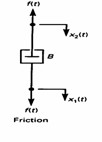 f(t)
x₂(t)
B
x₁(t)
f(t)
Friction